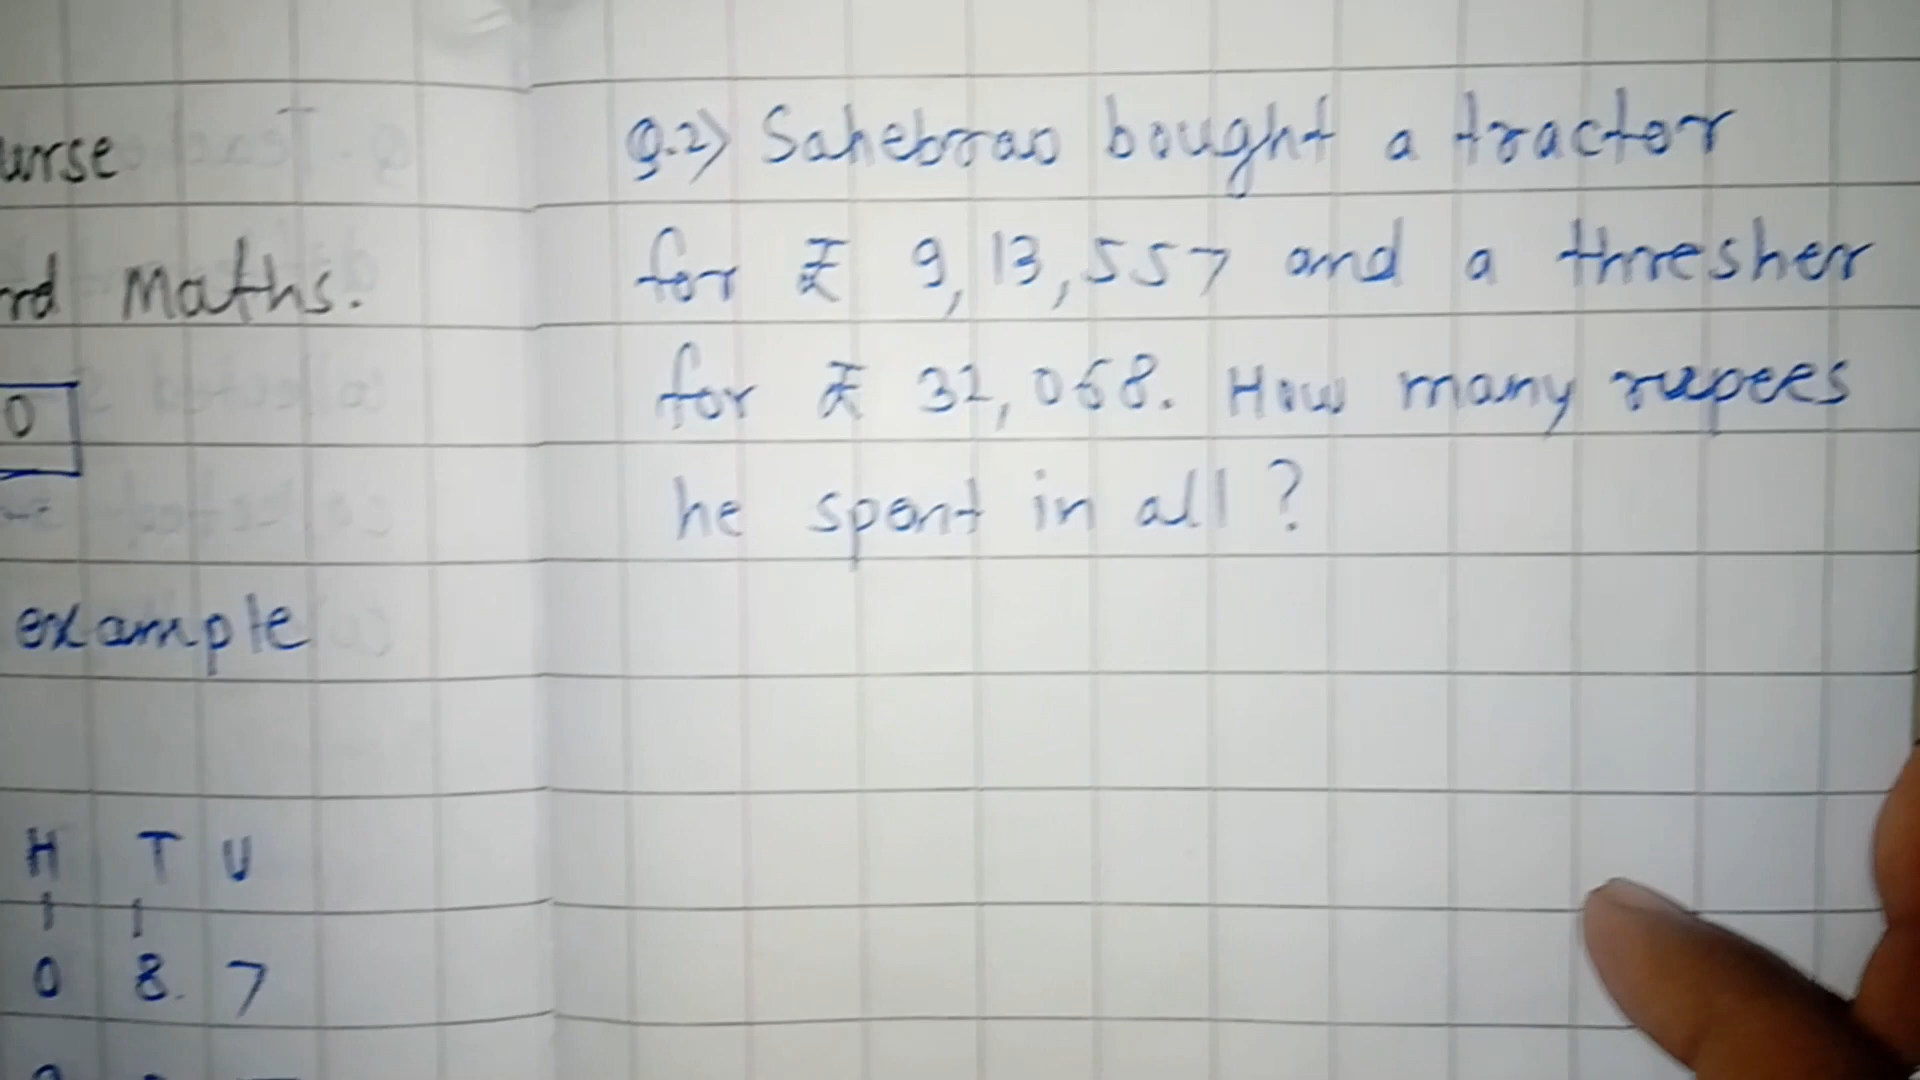 urse
rd Maths.
0
example
H T U
1 1
0 8. 7
Q.2) Sahebrao bought a tractor
for ₹ 9,13,557 and a thresher
for ₹ 32,068. How many rupees
he spent in all?